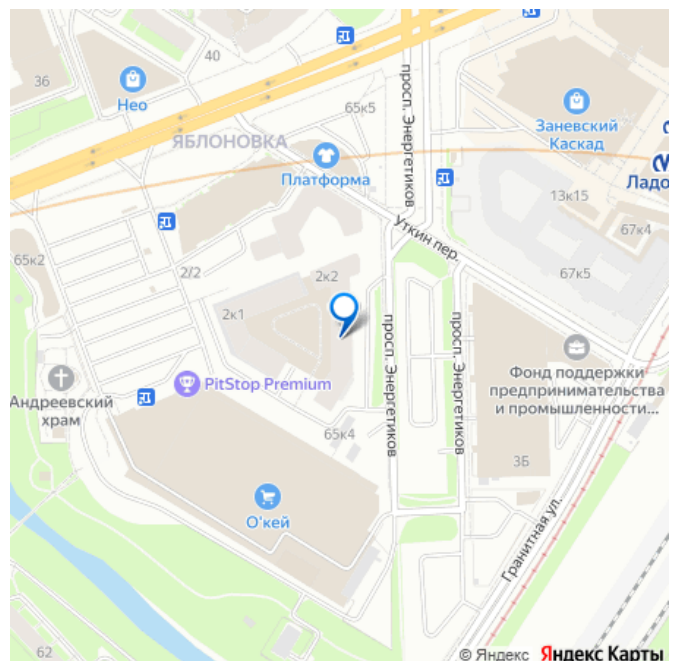 40
36
Нео
65к5
просп. Энергетиков
Заневский
Каскад
ЯБЛОНОВКА
Платформа
Ладо
13к15
Уткин пер.
67к4
65к2
2/2
2к2
67к5
2к1
просп. Энергетиков
просп. Энергетиков
Фонд поддержки
предпринимательства
и промышленности...
PitStop Premium
Андреевский
храм
65к4
3Б
О'кей
Гранитная ул.
62
© Яндекс Яндекс Карты